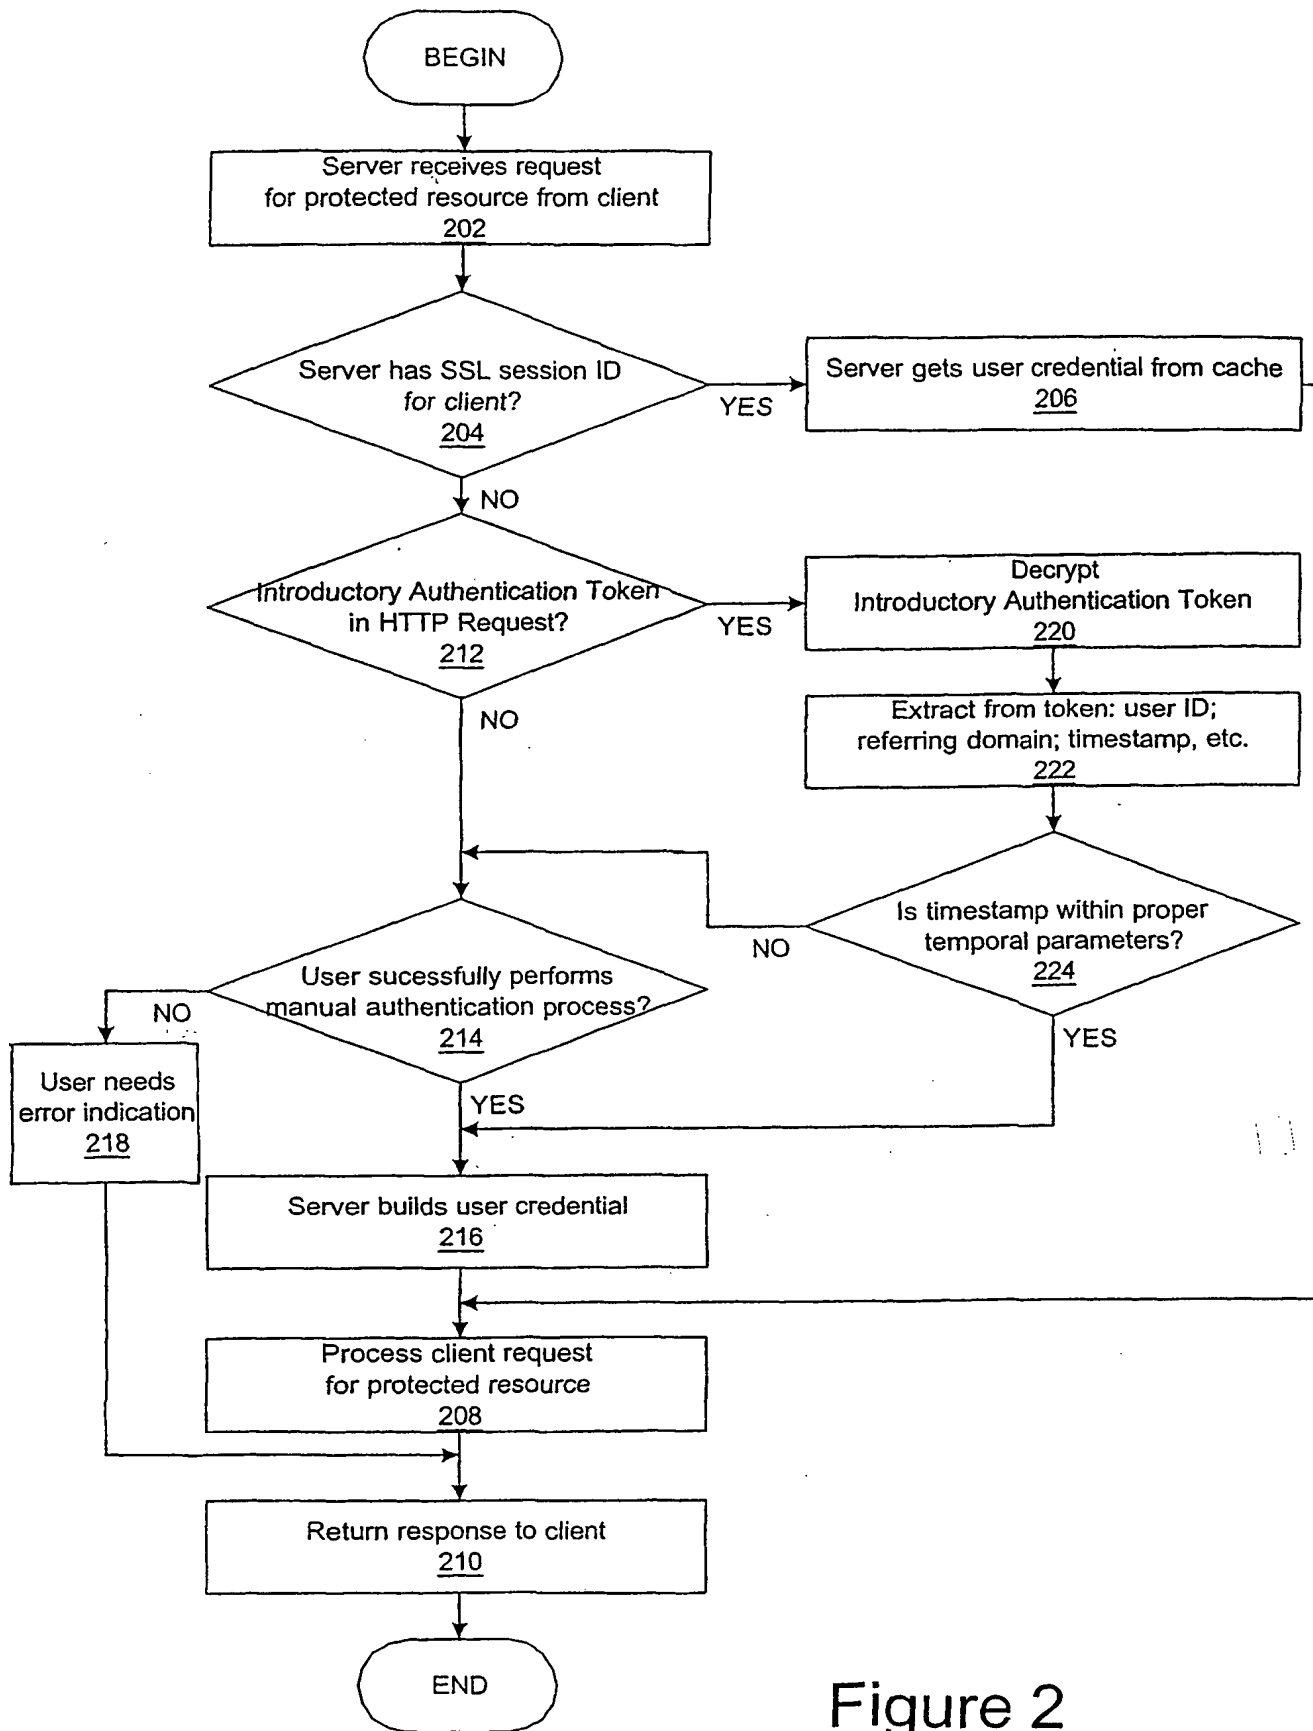 BEGIN
Server receives request
for protected resource from client
202
Server has SSL session ID
for client?
204
YES
Server gets user credential from cache
206
NO
Introductory Authentication Token
in HTTP Request?
212
YES
Decrypt
Introductory Authentication Token
220
NO
Extract from token: user ID;
referring domain; timestamp, etc.
222
Is timestamp within proper
temporal parameters?
224
NO
YES
User sucessfully performs
manual authentication process?
214
NO
YES
User needs
error indication
218
Server builds user credential
216
Process client request
for protected resource
208
Return response to client
210
END
Figure 2